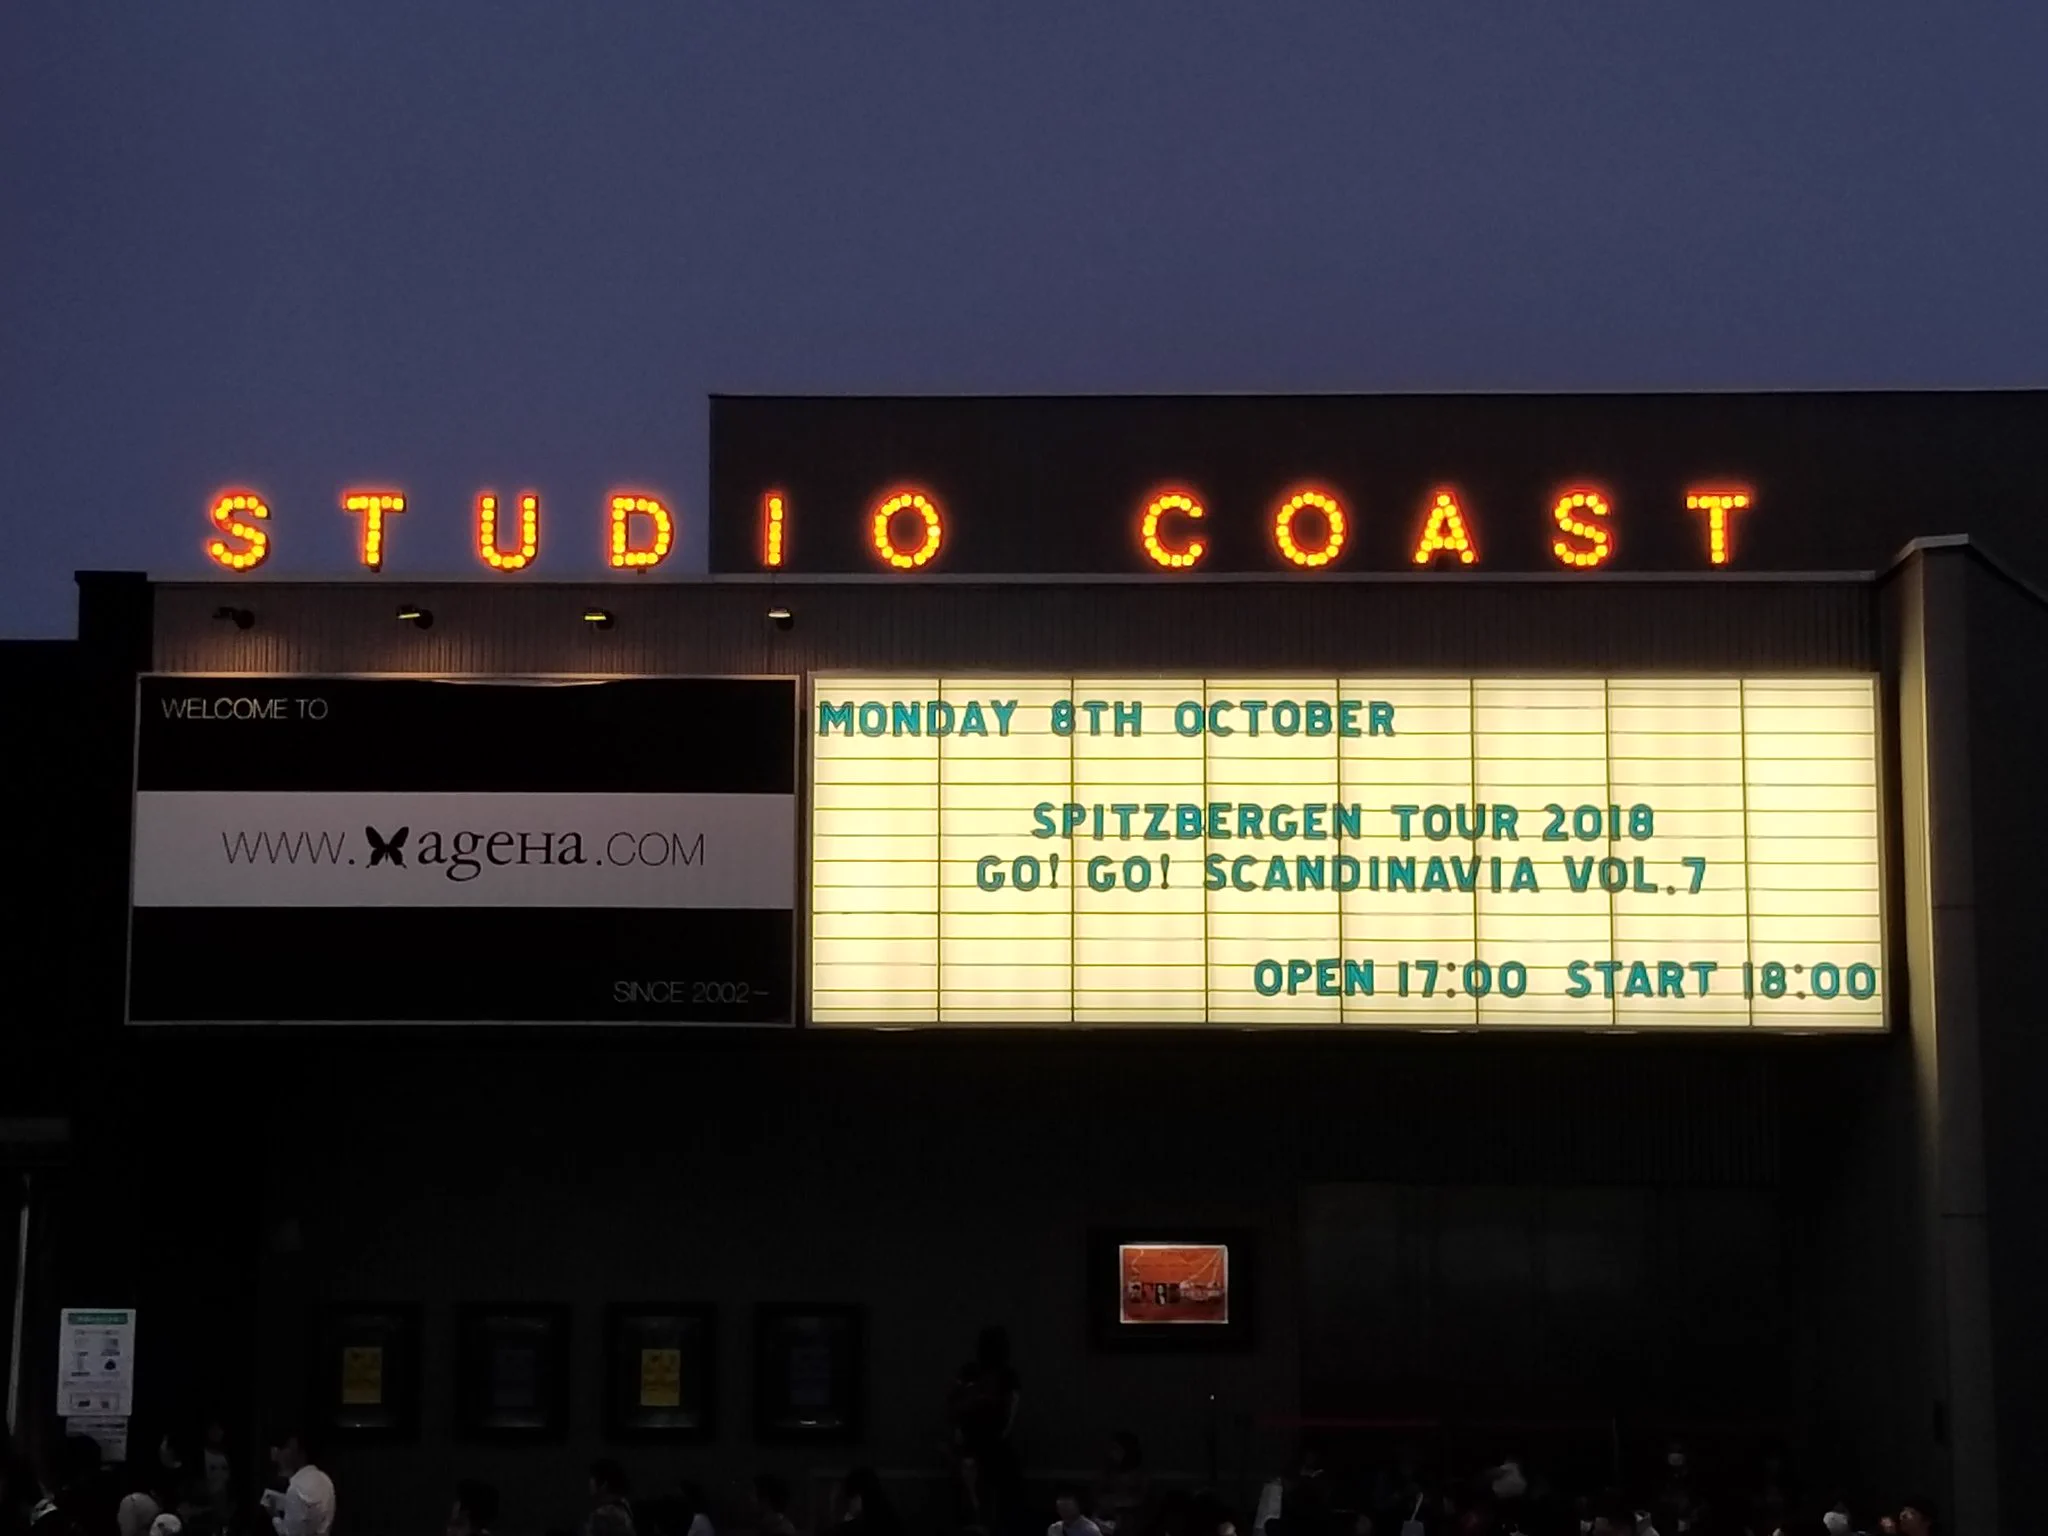 STUDIO COAST
WELCOME TO
WWW.ageHa.COM
SINCE 2002-
MONDAY 8TH OCTOBER
SPITZBERGEN TOUR 2018
GO! GO! SCANDINAVIA VOL.7
OPEN 17:00 START 18:00